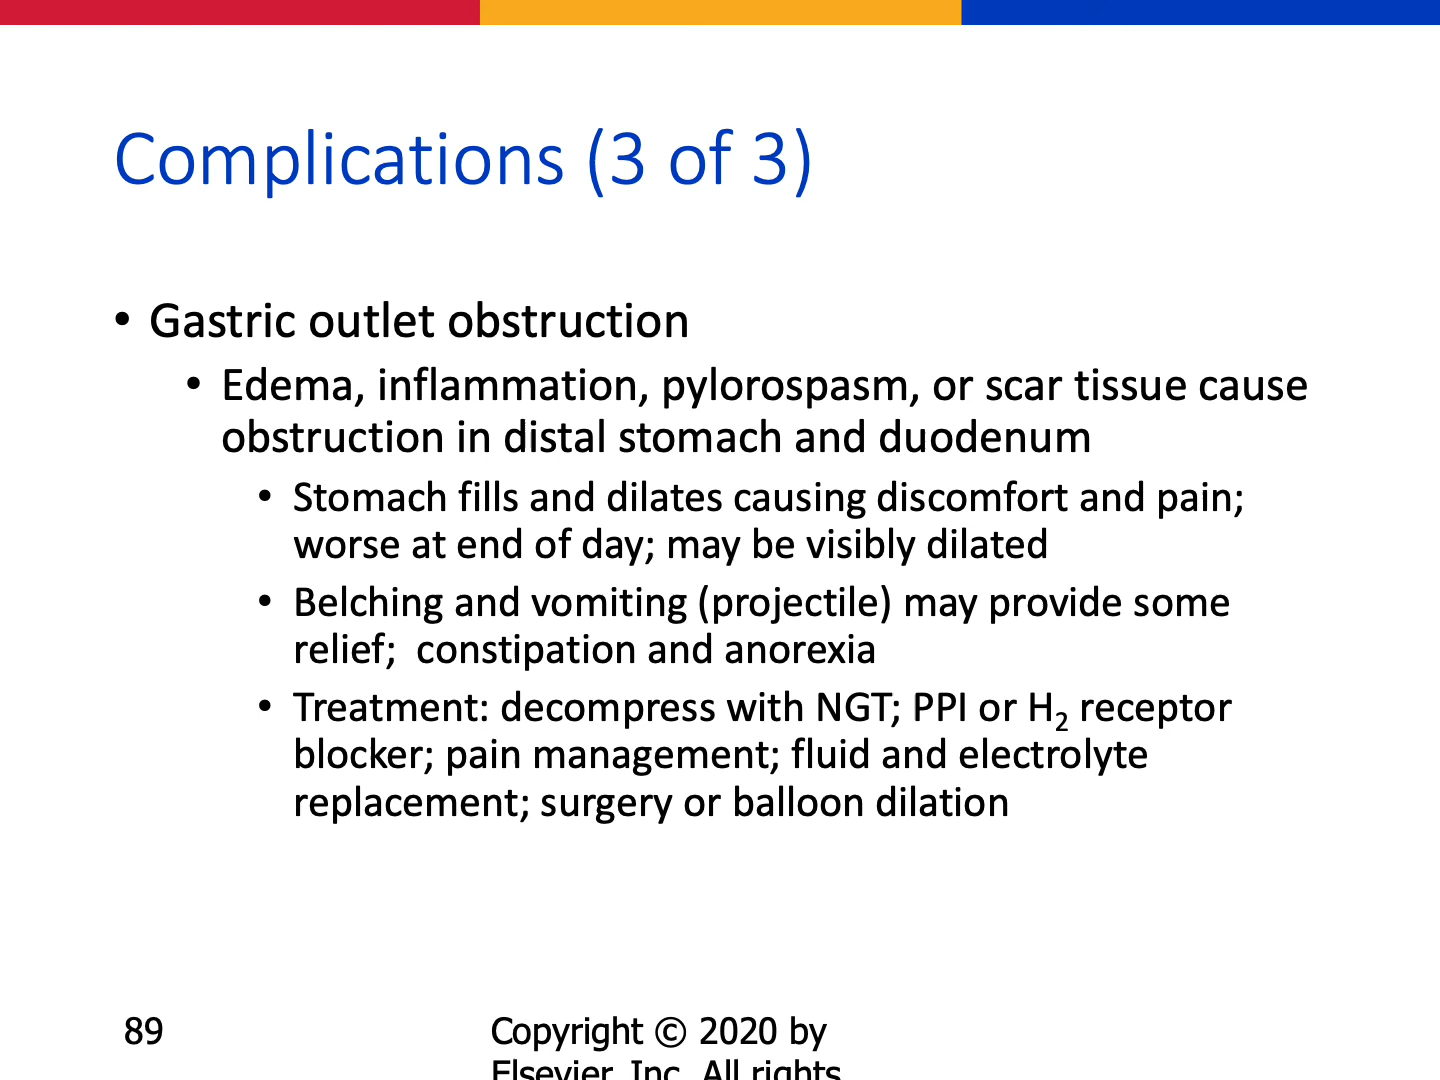 Complications (3 of 3)
• Gastric outlet obstruction
• Edema, inflammation, pylorospasm, or scar tissue cause
obstruction in distal stomach and duodenum
• Stomach fills and dilates causing discomfort and pain;
worse at end of day; may be visibly dilated
• Belching and vomiting (projectile) may provide some
relief;  constipation and anorexia
• Treatment: decompress with NGT; PPI or H₂ receptor
blocker; pain management; fluid and electrolyte
replacement; surgery or balloon dilation
89
Copyright © 2020 by
Elsevier, Inc. All rights